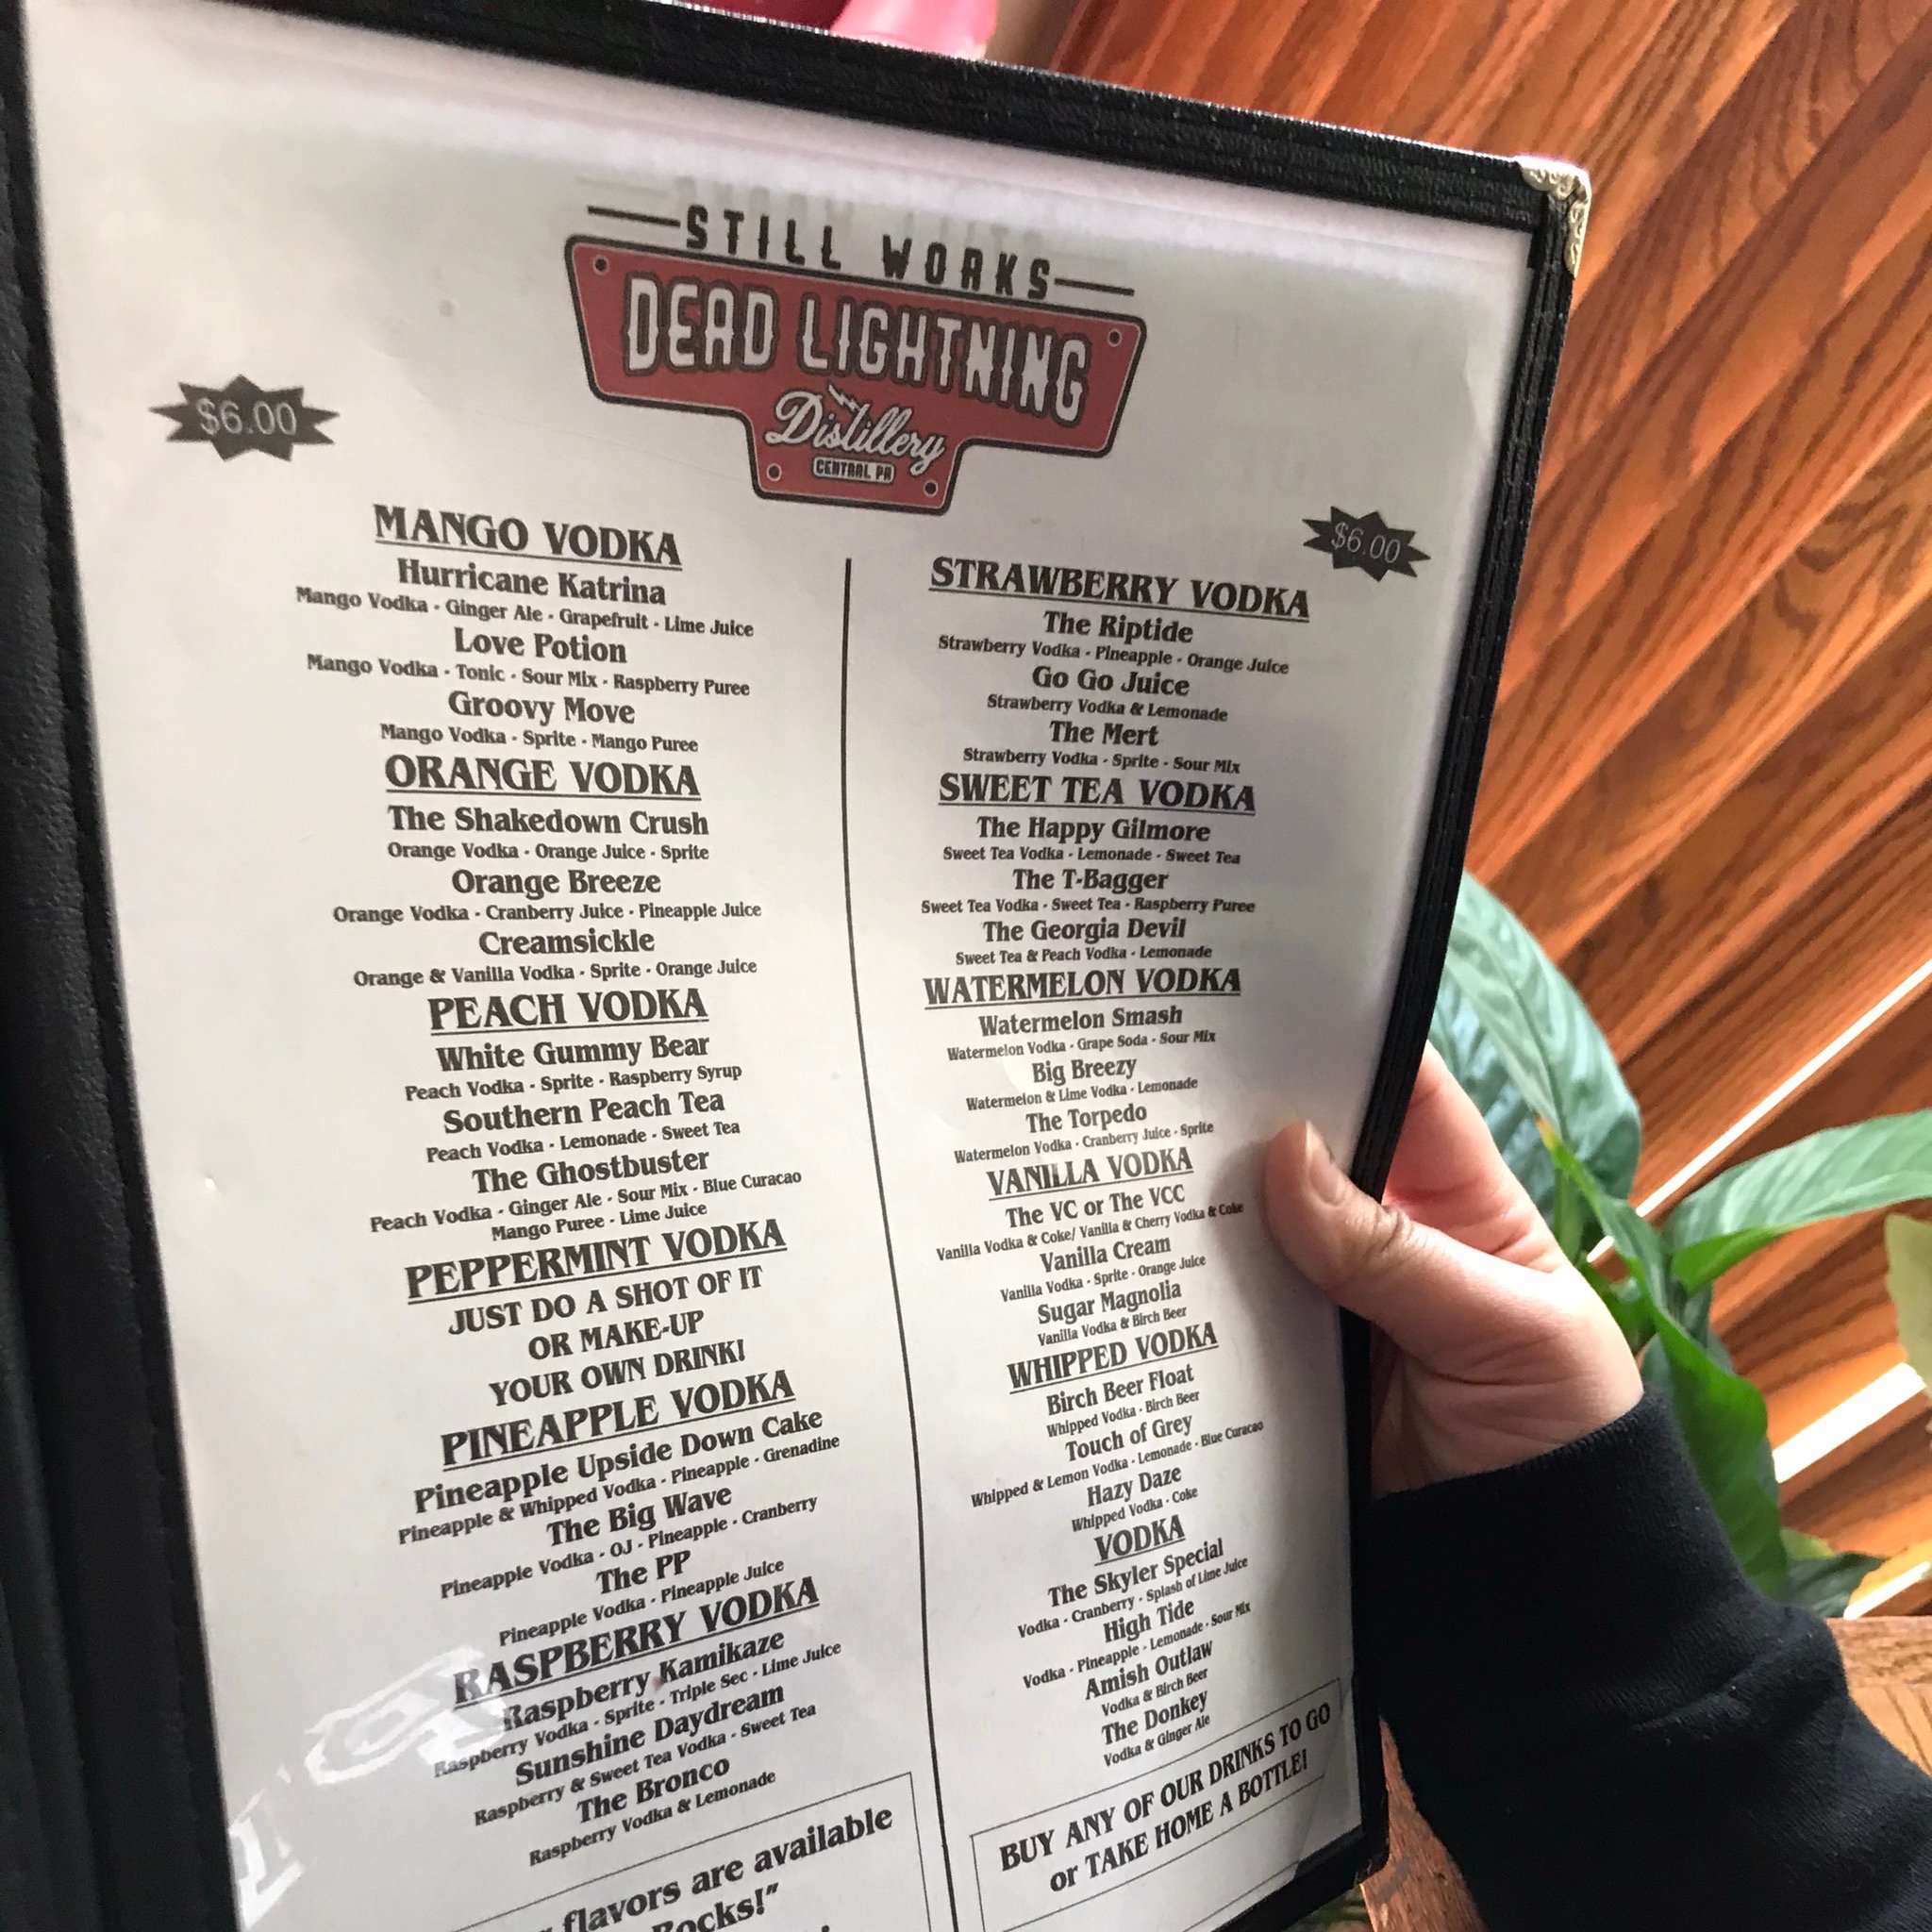 STILL WORKS
DEAD LIGHTNING
Distillery
CENTRAL PA
$6.00
MANGO VODKA
Hurricane Katrina
Mango Vodka - Ginger Ale - Grapefruit - Lime Juice
Love Potion
Mango Vodka - Tonic - Sour Mix - Raspberry Puree
Groovy Move
Mango Vodka - Sprite - Mango Puree
ORANGE VODKA
The Shakedown Crush
Orange Vodka - Orange Juice - Sprite
Orange Breeze
Orange Vodka - Cranberry Juice - Pineapple Juice
Creamsickle
Orange & Vanilla Vodka - Sprite - Orange Juice
PEACH VODKA
White Gummy Bear
Peach Vodka - Sprite - Raspberry Syrup
Southern Peach Tea
Peach Vodka - Lemonade - Sweet Tea
The Ghostbuster
Peach Vodka - Ginger Ale - Sour Mix - Blue Curacao
Mango Puree - Lime Juice
PEPPERMINT VODKA
JUST DO A SHOT OF IT
OR MAKE-UP
YOUR OWN DRINK!
PINEAPPLE VODKA
Pineapple Upside Down Cake
Pineapple & Whipped Vodka - Pineapple - Grenadine
The Big Wave
Pineapple Vodka - OJ - Pineapple - Cranberry
The PP
Pineapple Vodka - Pineapple Juice
RASPBERRY VODKA
Raspberry Kamikaze
Raspberry Vodka - Sprite - Triple Sec - Lime Juice
Sunshine Daydream
Raspberry & Sweet Tea Vodka - Sweet Tea
The Bronco
Raspberry Vodka & Lemonade
flavors are available
Rocks!"
$6.00
STRAWBERRY VODKA
The Riptide
Strawberry Vodka - Pineapple - Orange Juice
Go Go Juice
Strawberry Vodka & Lemonade
The Mert
Strawberry Vodka - Sprite - Sour Mix
SWEET TEA VODKA
The Happy Gilmore
Sweet Tea Vodka - Lemonade - Sweet Tea
The T-Bagger
Sweet Tea Vodka - Sweet Tea - Raspberry Puree
The Georgia Devil
Sweet Tea & Peach Vodka - Lemonade
WATERMELON VODKA
Watermelon Smash
Watermelon Vodka - Grape Soda - Sour Mix
Big Breezy
Watermelon & Lime Vodka - Lemonade
The Torpedo
Watermelon Vodka - Cranberry Juice - Sprite
VANILLA VODKA
The VC or The VCC
Vanilla Vodka & Coke/ Vanilla & Cherry Vodka & Coke
Vanilla Cream
Vanilla Vodka - Sprite - Orange Juice
Sugar Magnolia
Vanilla Vodka & Birch Beer
WHIPPED VODKA
Birch Beer Float
Whipped Vodka - Birch Beer
Touch of Grey
Whipped & Lemon Vodka - Lemonade - Blue Curacao
Hazy Daze
Whipped Vodka - Coke
VODKA
The Skyler Special
Vodka - Cranberry - Splash of Lime Juice
High Tide
Vodka - Pineapple - Lemonade - Sour Mix
Amish Outlaw
Vodka & Birch Beer
The Donkey
Vodka & Ginger Ale
BUY ANY OF OUR DRINKS TO GO
or TAKE HOME A BOTTLE!